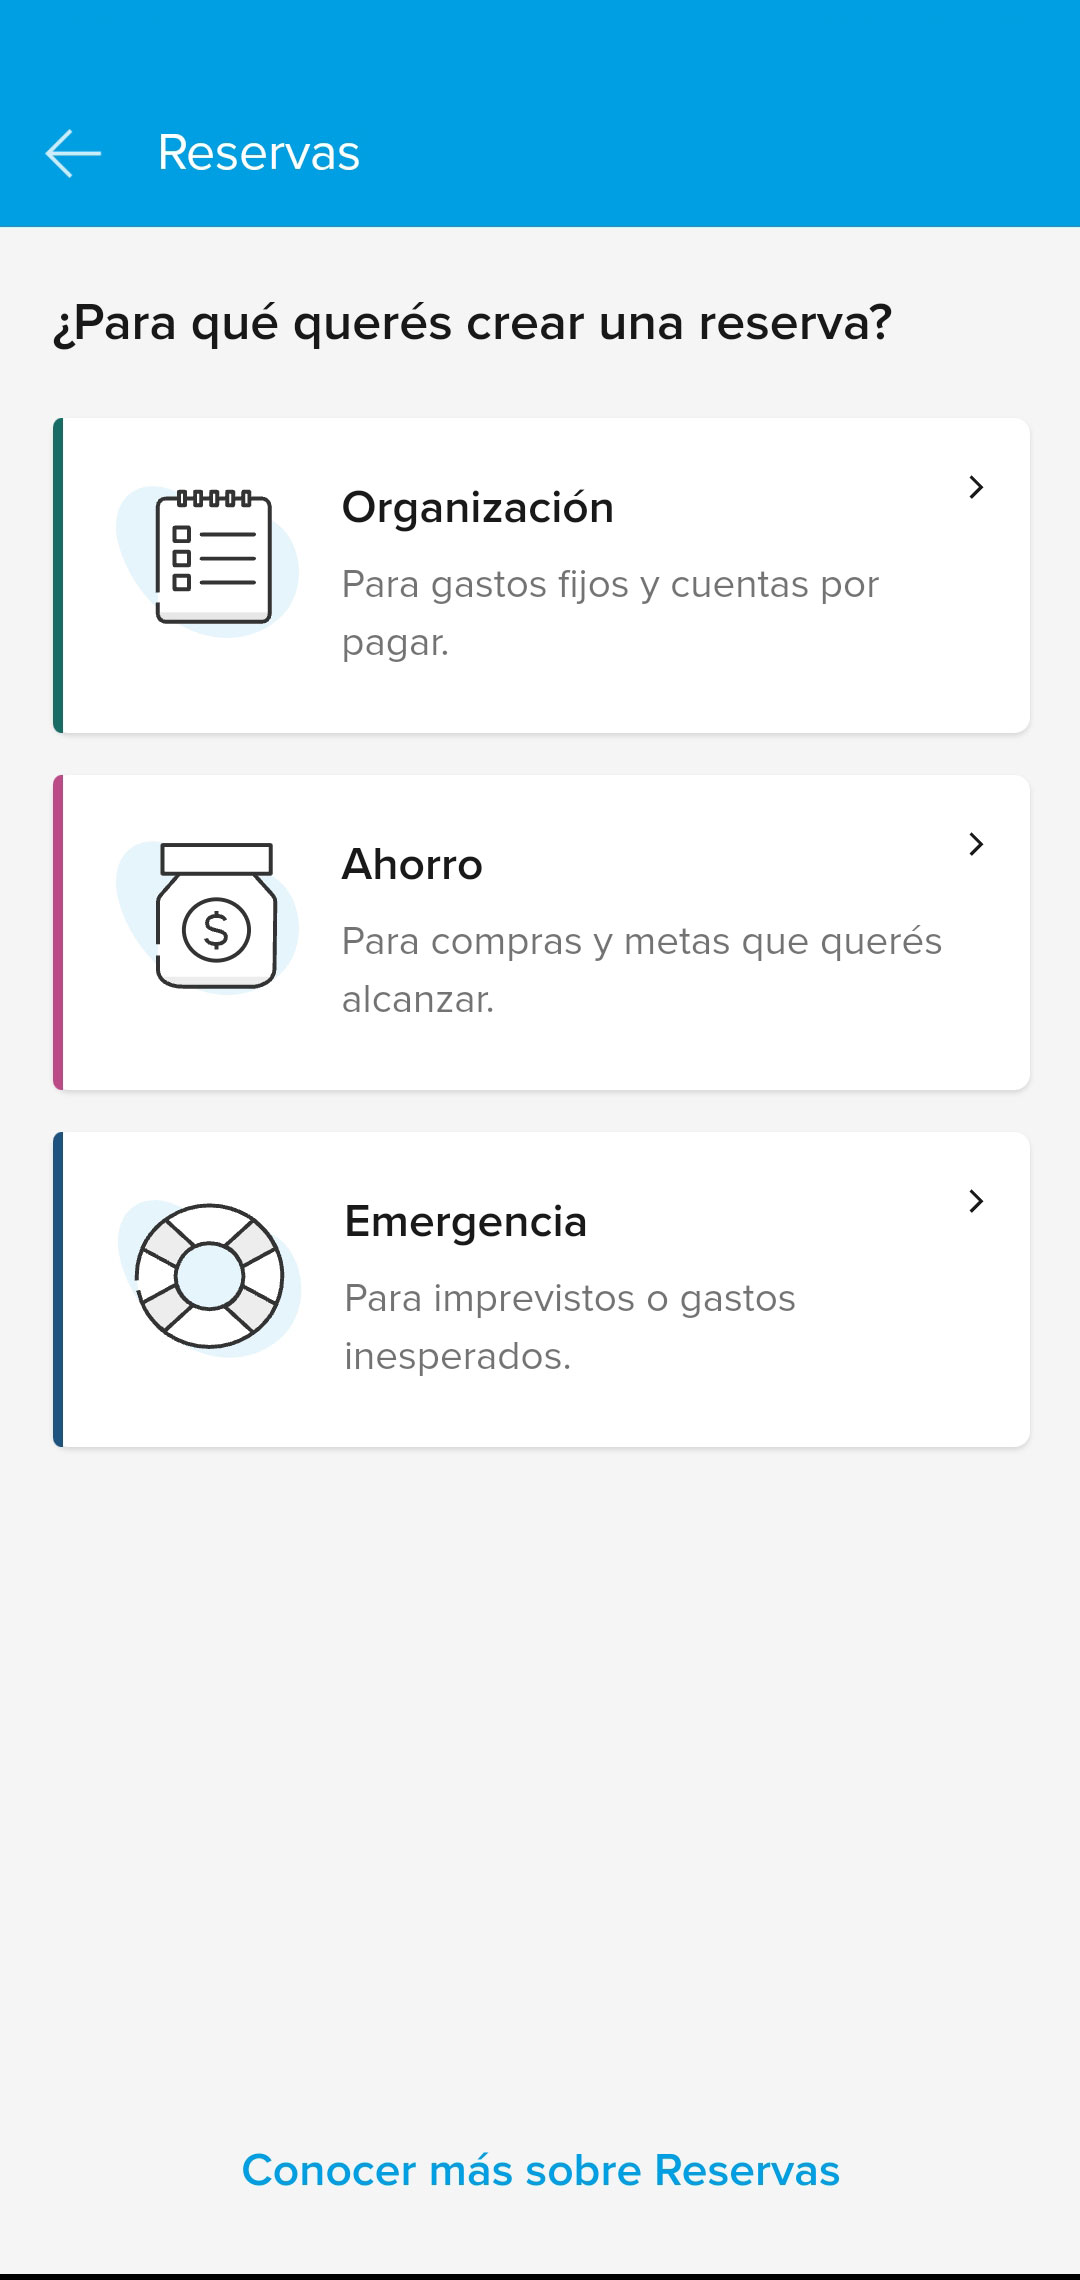 Reservas
¿Para qué querés crear una reserva?
Organización
Para gastos fijos y cuentas por
pagar.
$
Ahorro
Para compras y metas que querés
alcanzar.
Emergencia
Para imprevistos o gastos
inesperados.
Conocer más sobre Reservas